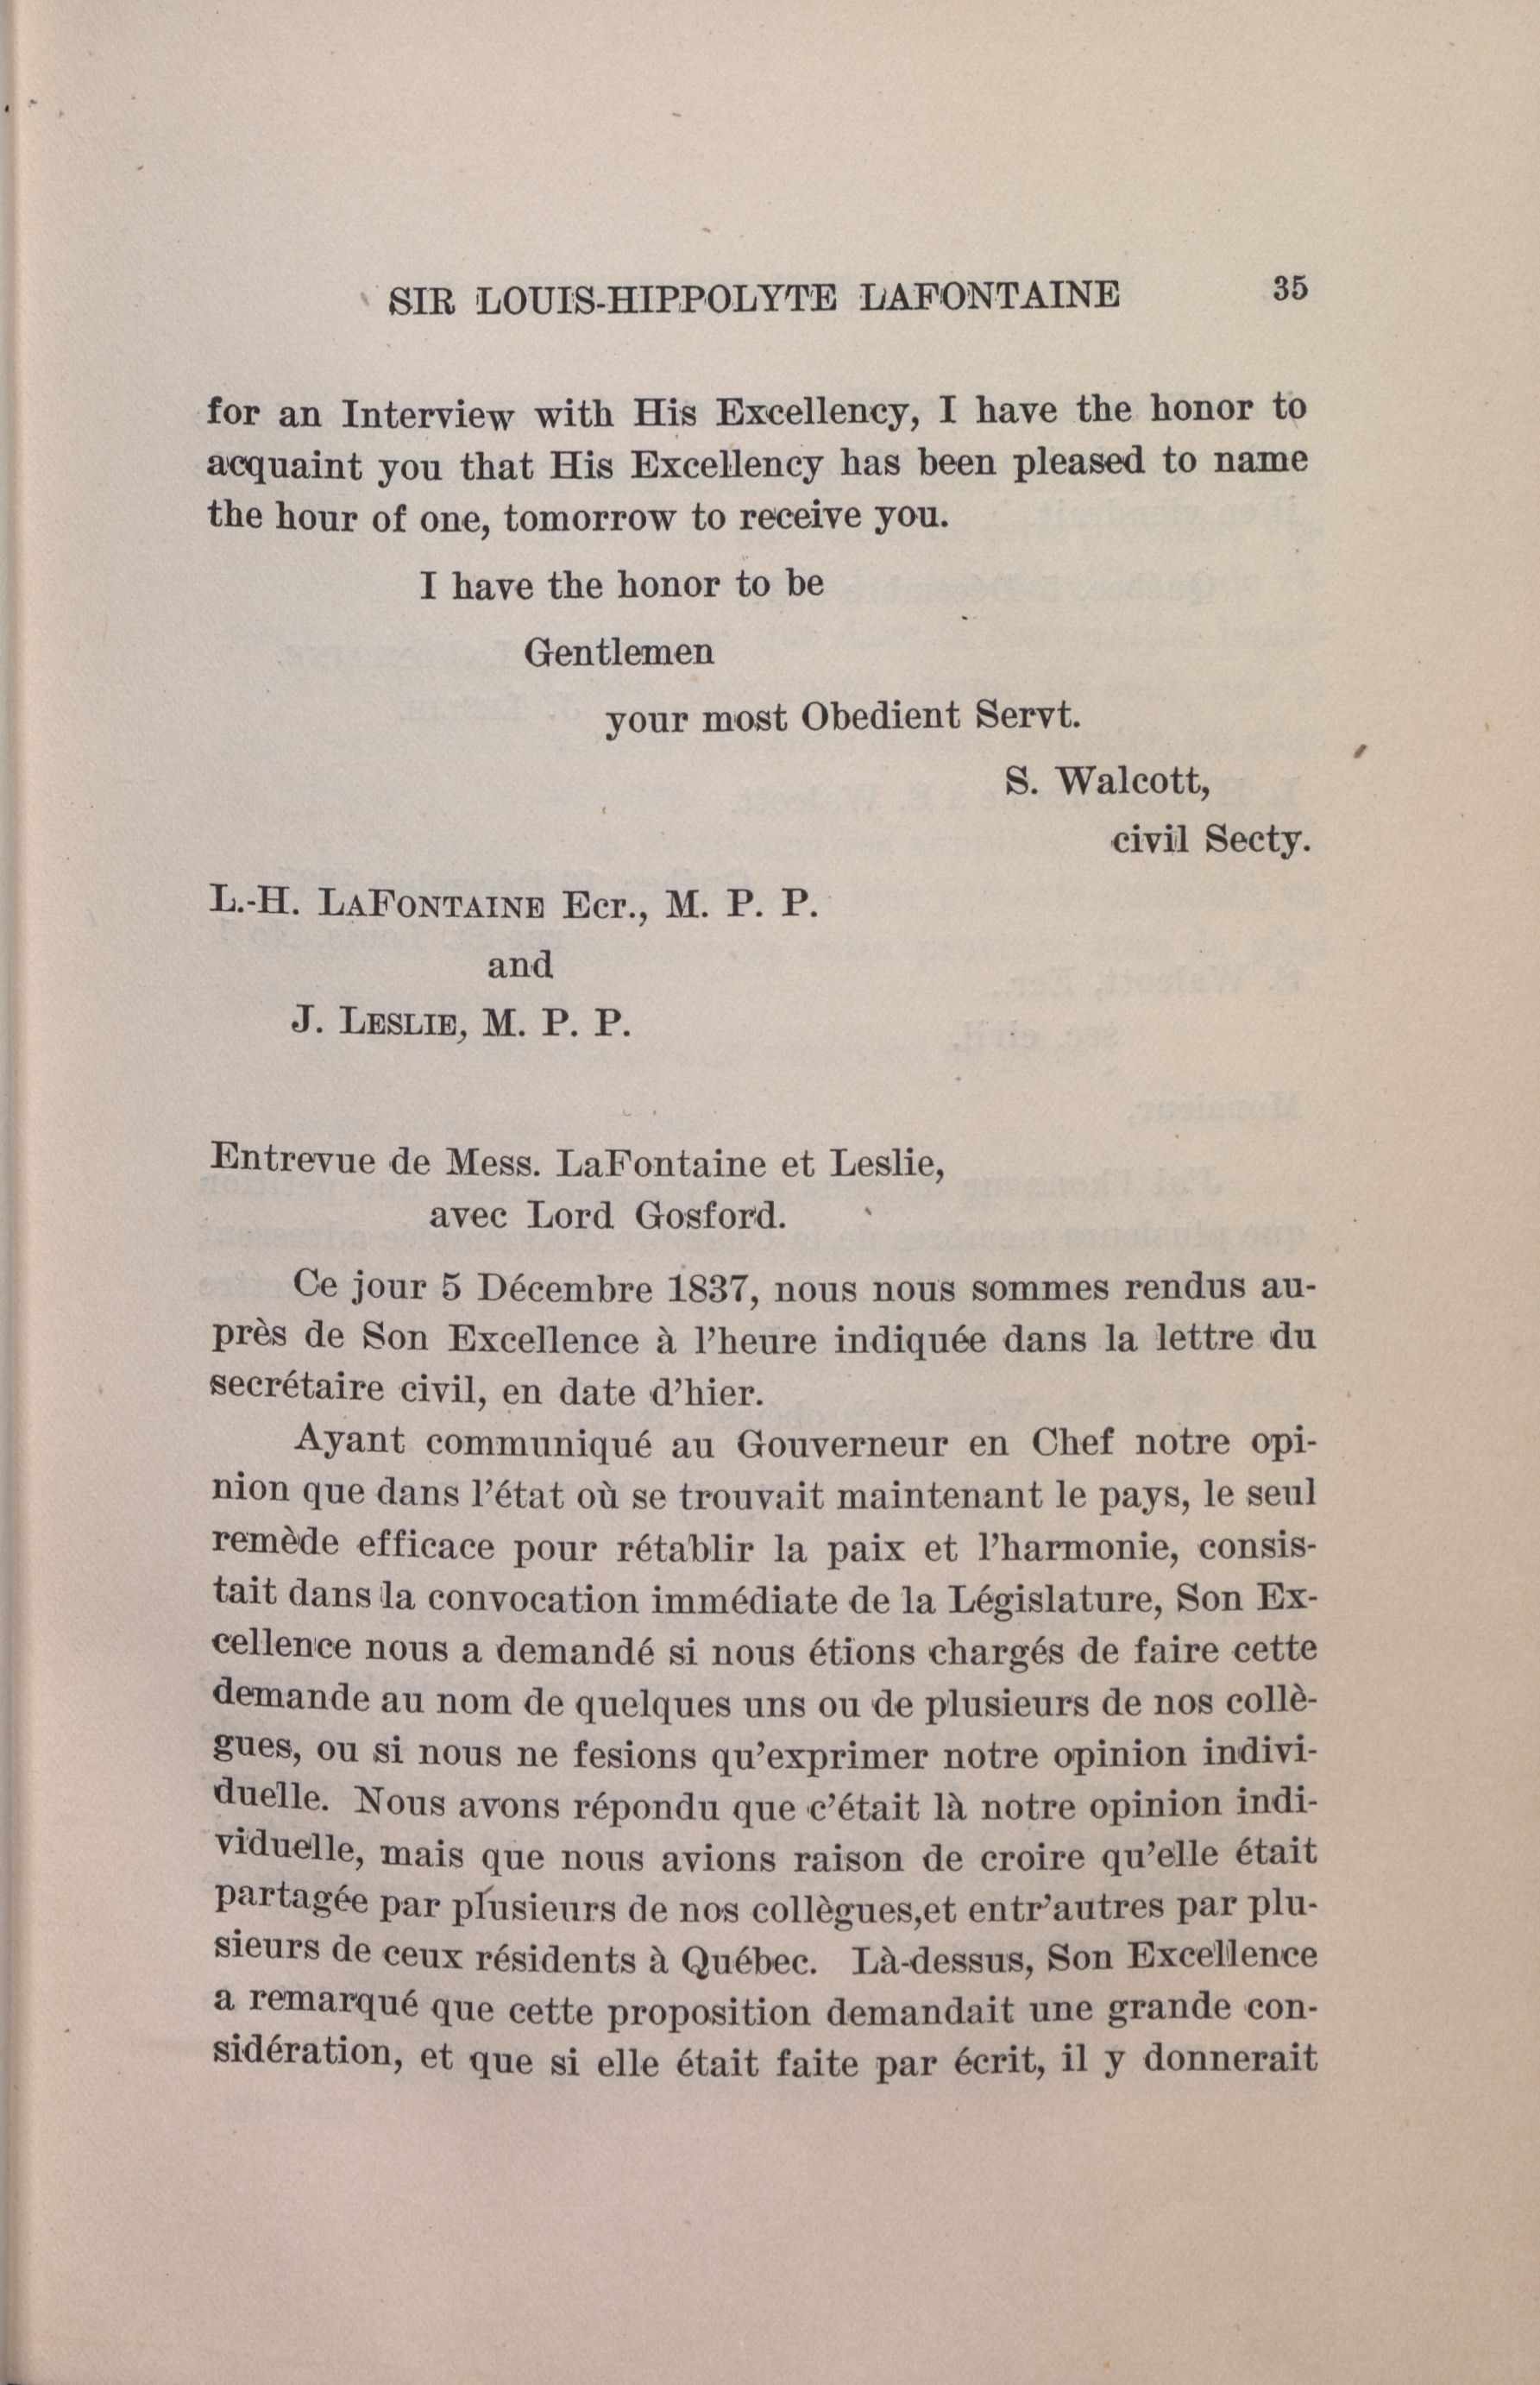 SIR LOUIS-HIPPOLYTE LAFONTAINE 35
for an Interview with His Excellency, I have the honor to
acquaint you that His Excellency has been pleased to name
the hour of one, tomorrow to receive you.
I have the honor to be
Gentlemen
your most Obedient Servt.
S. Walcott,
civil Secty.
L.-H. LAFONTAINE Ecr., M. P. P.
and
J. LESLIE, M. P. P.
Entrevue de Mess. LaFontaine et Leslie,
avec Lord Gosford.
Ce jour 5 Décembre 1837, nous nous sommes rendus au-
près de Son Excellence à l'heure indiquée dans la lettre du
secrétaire civil, en date d'hier.
Ayant communiqué au Gouverneur en Chef notre opi-
nion que dans l'état où se trouvait maintenant le pays, le seul
remède efficace pour rétablir la paix et l'harmonie, consis-
tait dans la convocation immédiate de la Législature, Son Ex-
cellence nous a demandé si nous étions chargés de faire cette
demande au nom de quelques uns ou de plusieurs de nos collè-
gues, ou si nous ne fesions qu'exprimer notre opinion indivi-
duelle. Nous avons répondu que c'était là notre opinion indi-
viduelle, mais que nous avions raison de croire qu'elle était
partagée par plusieurs de nos collègues,et entr'autres par plu-
sieurs de ceux résidents à Québec. Là-dessus, Son Excellence
a remarqué que cette proposition demandait une grande con-
sidération, et que si elle était faite par écrit, il y donnerait